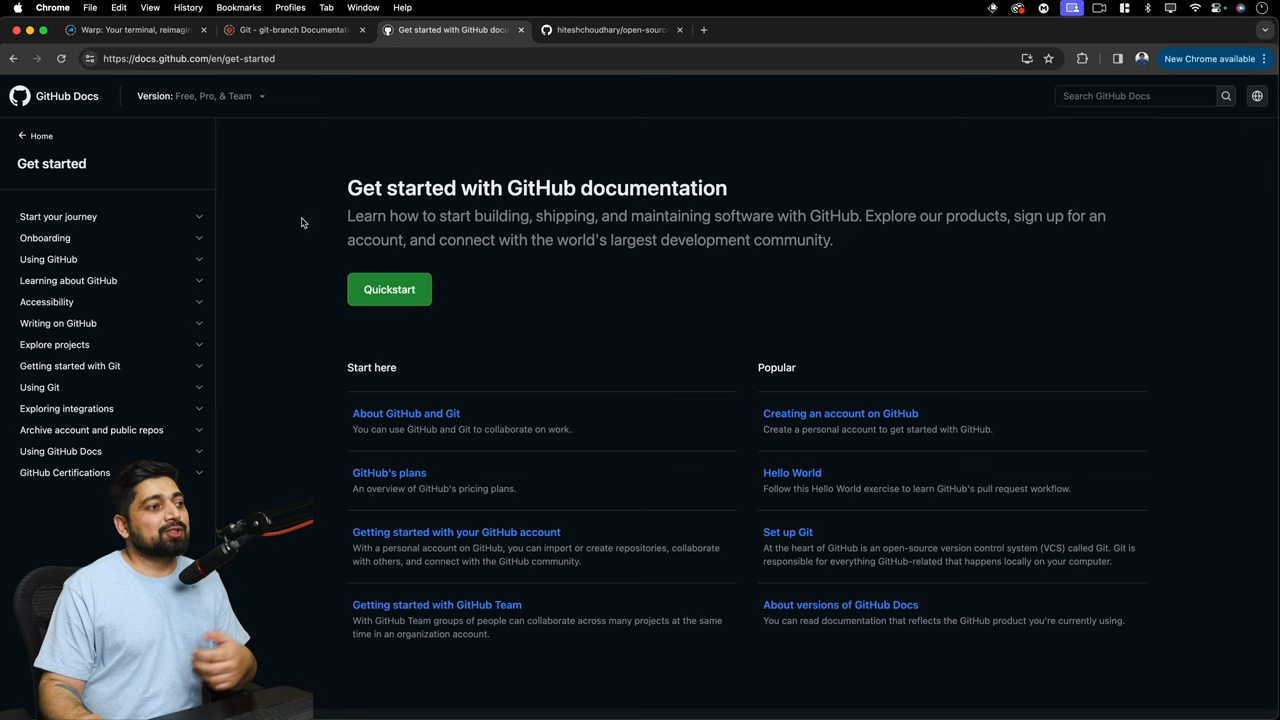 Chrome File Edit View History Bookmarks Profiles Tab Window Help
Warp: Your terminal, reimagin
Git - git-branch Documentati
Get started with GitHub docu
hiteshchoudhary/open-sourc
https://docs.github.com/en/get-started
New Chrome available
GitHub Docs
Version: Free, Pro, & Team
Search GitHub Docs
Home
Get started
Start your journey
Onboarding
Using GitHub
Learning about GitHub
Accessibility
Writing on GitHub
Explore projects
Getting started with Git
Using Git
Exploring integrations
Archive account and public repos
Using GitHub Docs
GitHub Certifications
Get started with GitHub documentation
Learn how to start building, shipping, and maintaining software with GitHub. Explore our products, sign up for an
account, and connect with the world's largest development community.
Quickstart
Start here
About GitHub and Git
You can use GitHub and Git to collaborate on work.
GitHub's plans
An overview of GitHub's pricing plans.
Getting started with your GitHub account
With a personal account on GitHub, you can import or create repositories, collaborate
with others, and connect with the GitHub community.
Getting started with GitHub Team
With GitHub Team groups of people can collaborate across many projects at the same
time in an organization account.
Popular
Creating an account on GitHub
Create a personal account to get started with GitHub.
Hello World
Follow this Hello World exercise to learn GitHub's pull request workflow.
Set up Git
At the heart of GitHub is an open-source version control system (VCS) called Git. Git is
responsible for everything GitHub-related that happens locally on your computer.
About versions of GitHub Docs
You can read documentation that reflects the GitHub product you're currently using.